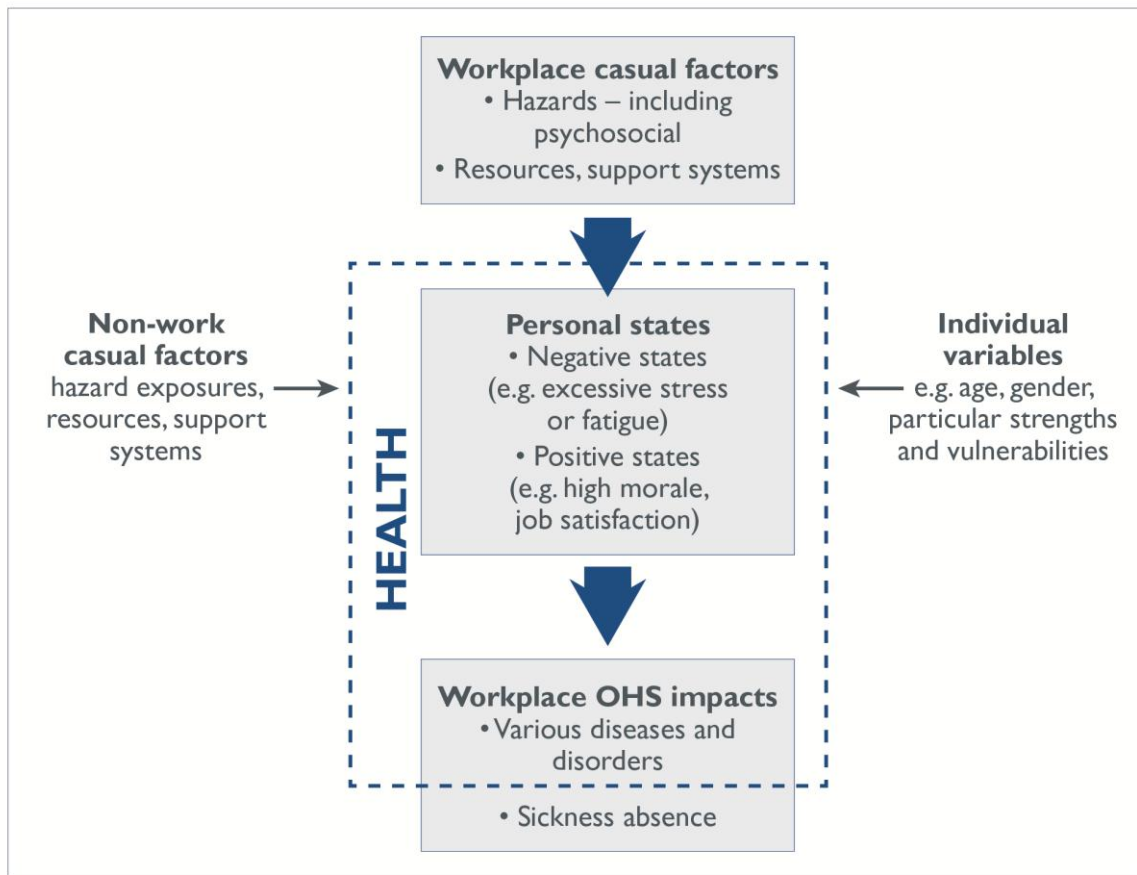 Workplace casual factors
• Hazards – including
psychosocial
• Resources, support systems
Non-work
casual factors
hazard exposures,
resources, support
systems
HEALTH
Personal states
• Negative states
(e.g. excessive stress
or fatigue)
• Positive states
(e.g. high morale,
job satisfaction)
Individual
variables
e.g. age, gender,
particular strengths
and vulnerabilities
Workplace OHS impacts
• Various diseases and
disorders
• Sickness absence